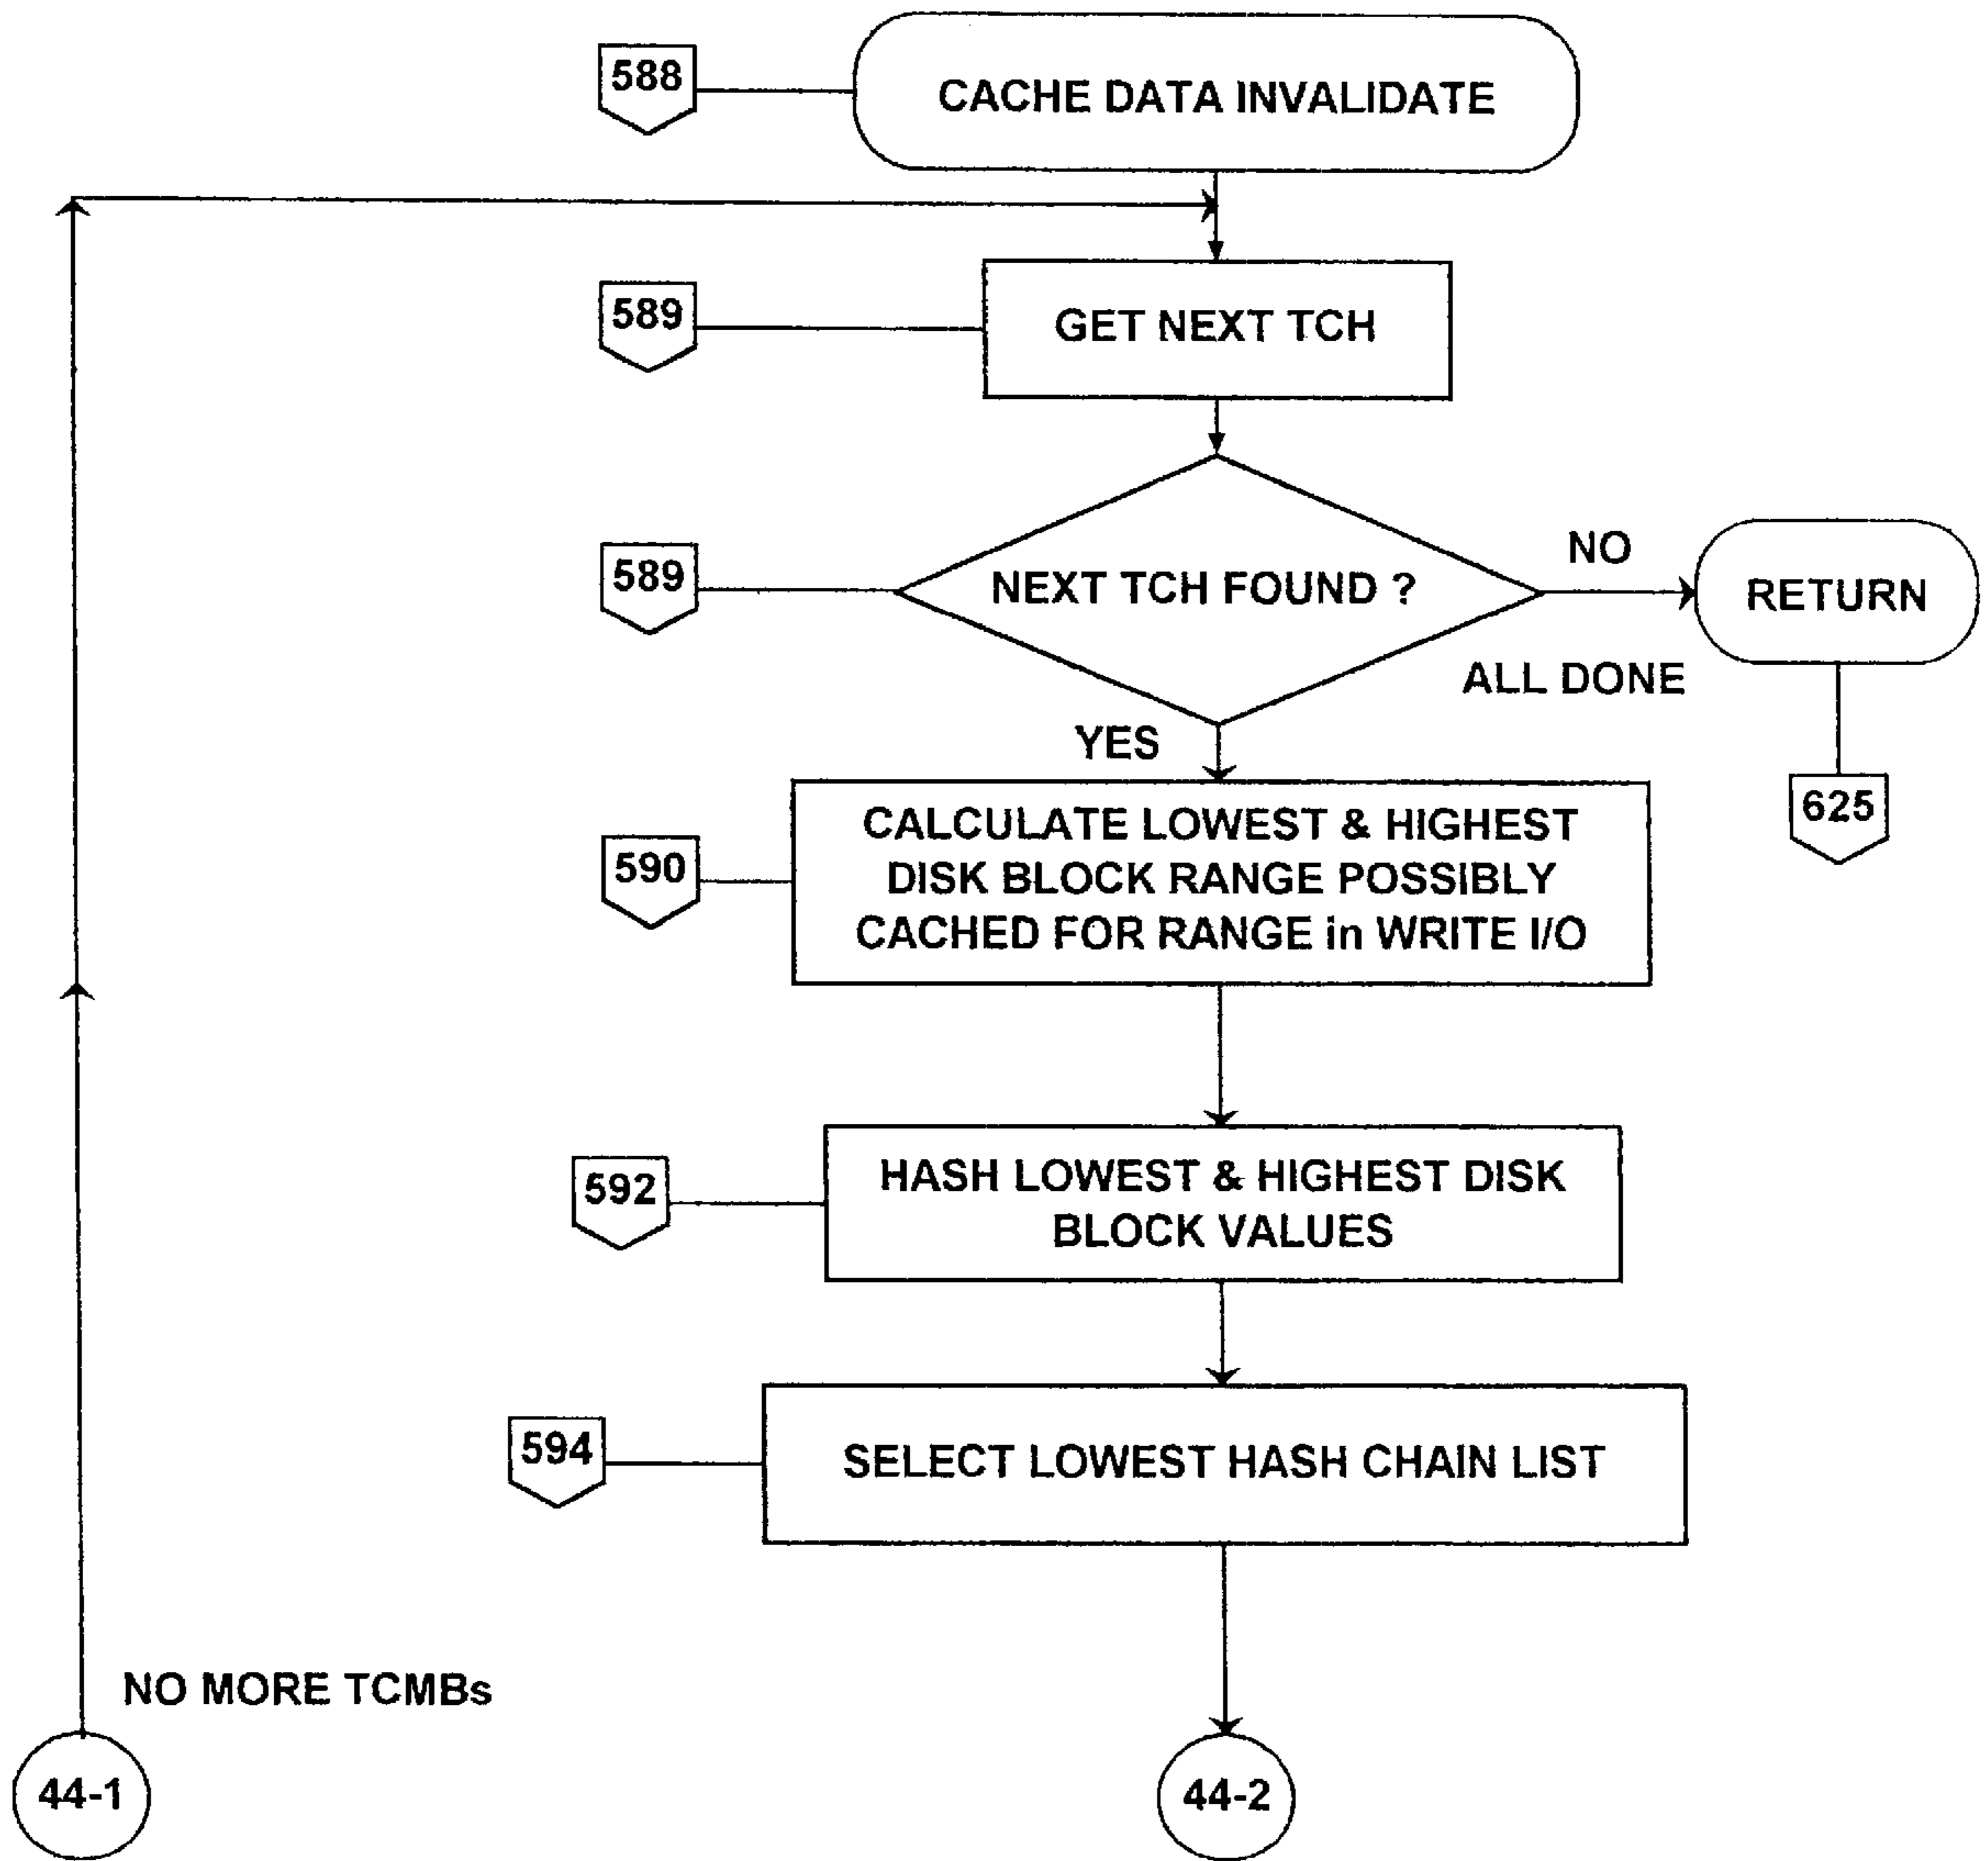 588
CACHE DATA INVALIDATE
589
GET NEXT TCH
589
NEXT TCH FOUND ?
NO
RETURN
ALL DONE
YES
625
590
CALCULATE LOWEST & HIGHEST
DISK BLOCK RANGE POSSIBLY
CACHED FOR RANGE in WRITE I/O
592
HASH LOWEST & HIGHEST DISK
BLOCK VALUES
594
SELECT LOWEST HASH CHAIN LIST
NO MORE TCMBs
44-1
44-2